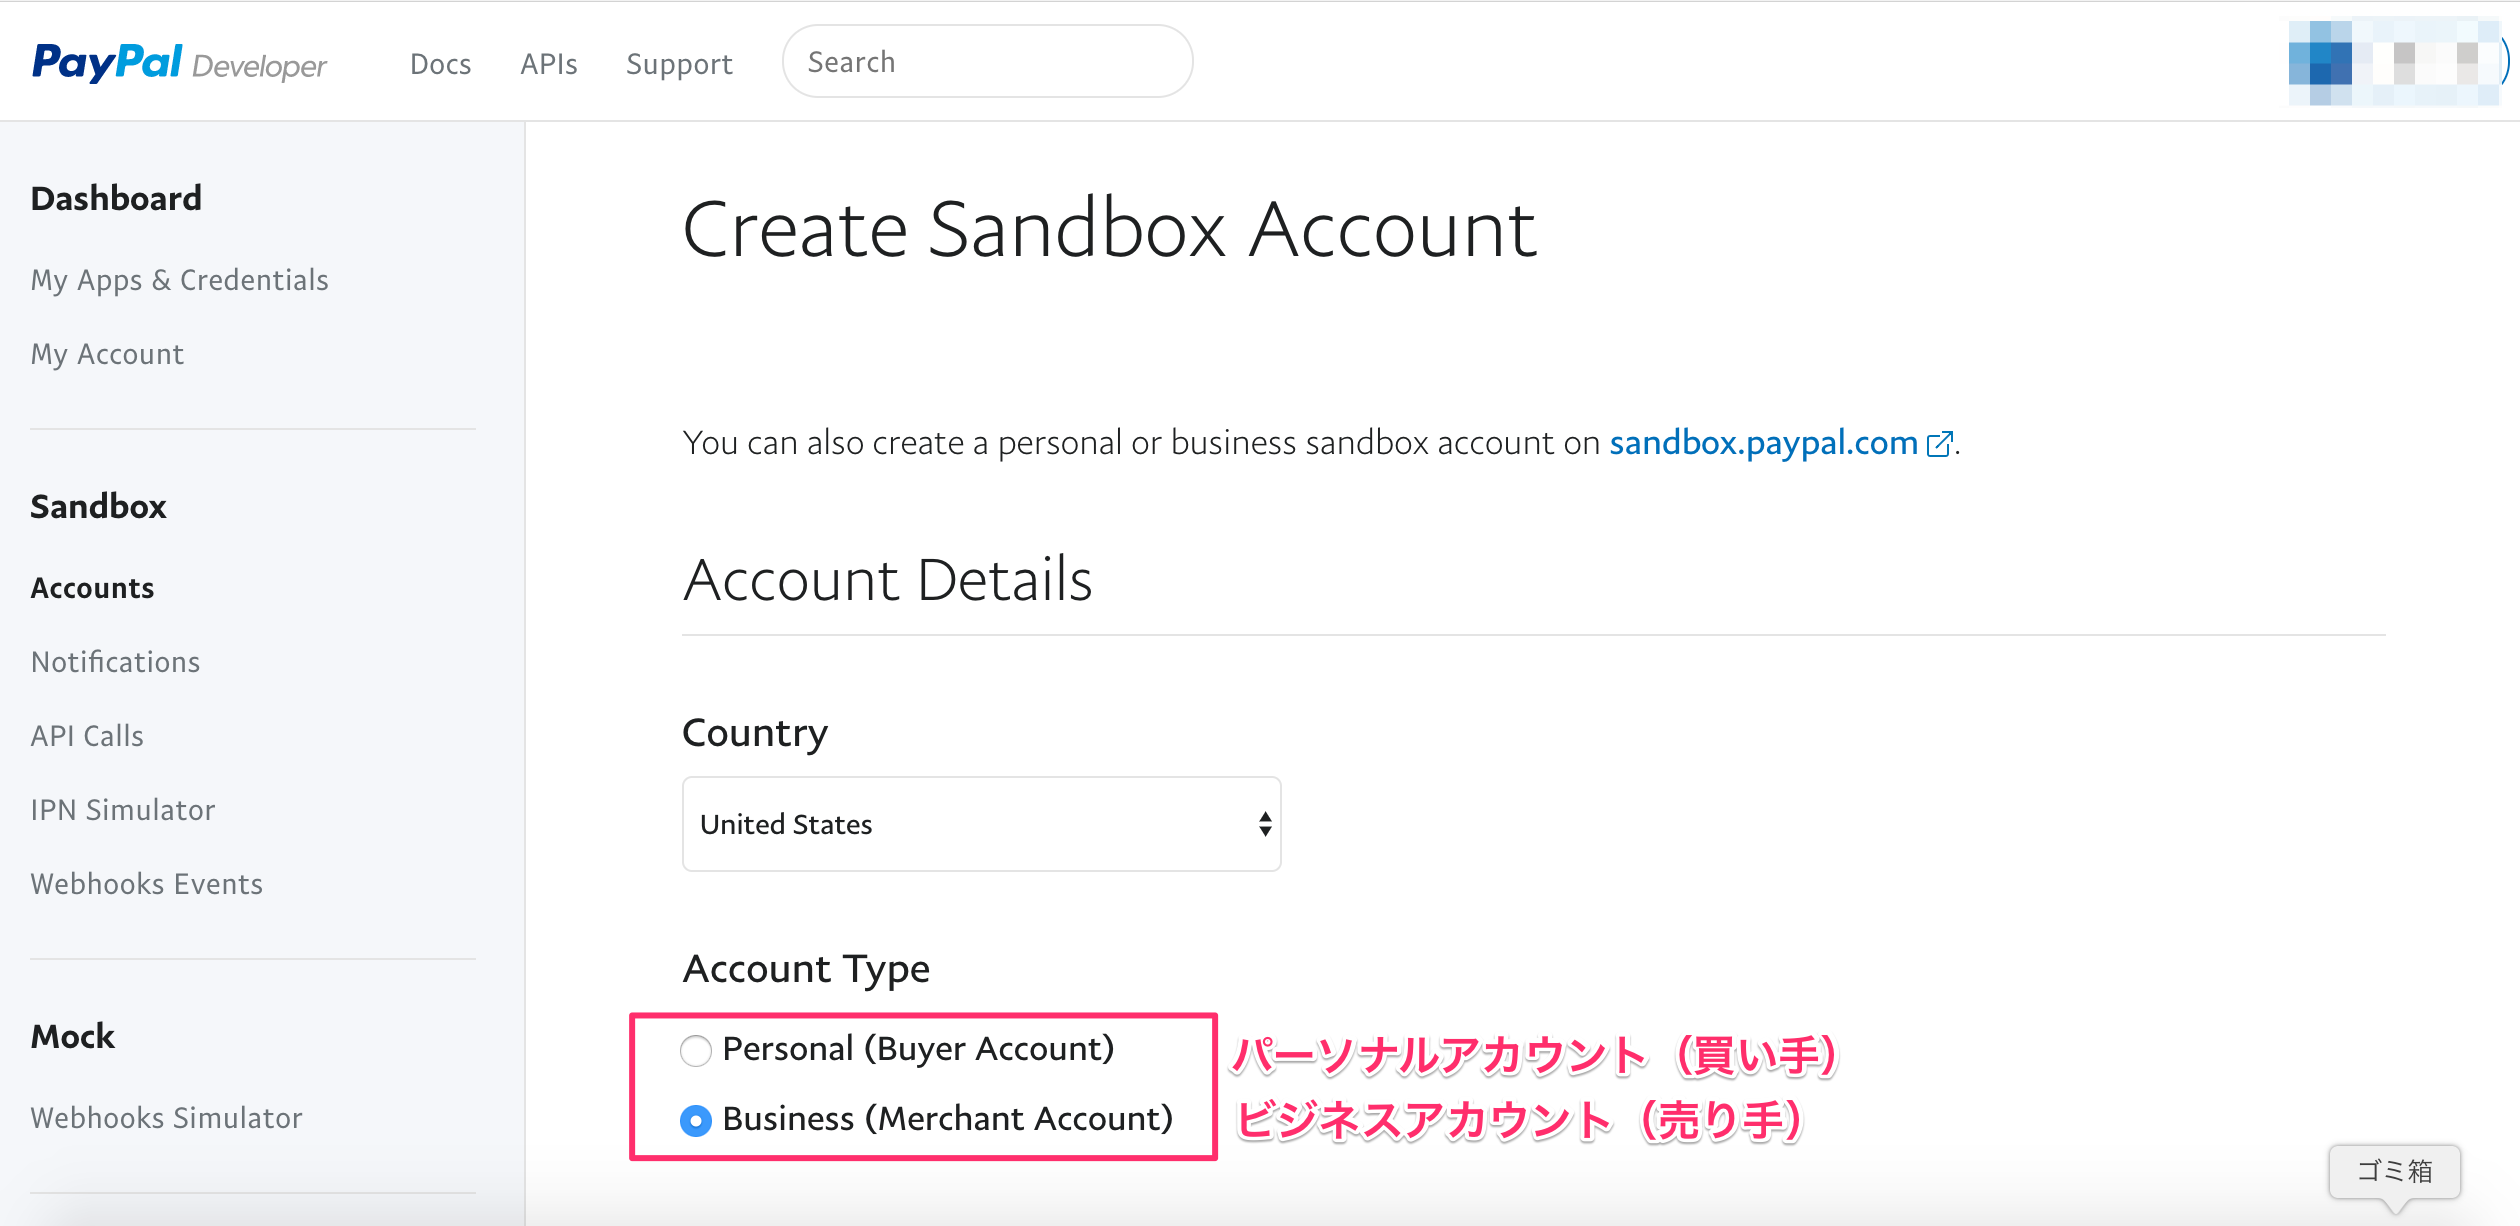 PayPal Developer
Docs
APIs
Support
Search
Dashboard
My Apps & Credentials
My Account
Sandbox
Accounts
Notifications
API Calls
IPN Simulator
Webhooks Events
Mock
Webhooks Simulator
Create Sandbox Account
You can also create a personal or business sandbox account on sandbox.paypal.com.
Account Details
Country
United States
Account Type
Personal (Buyer Account)
パーソナルアカウント（買い手）
Business (Merchant Account)
ビジネスアカウント（売り手）
ゴミ箱